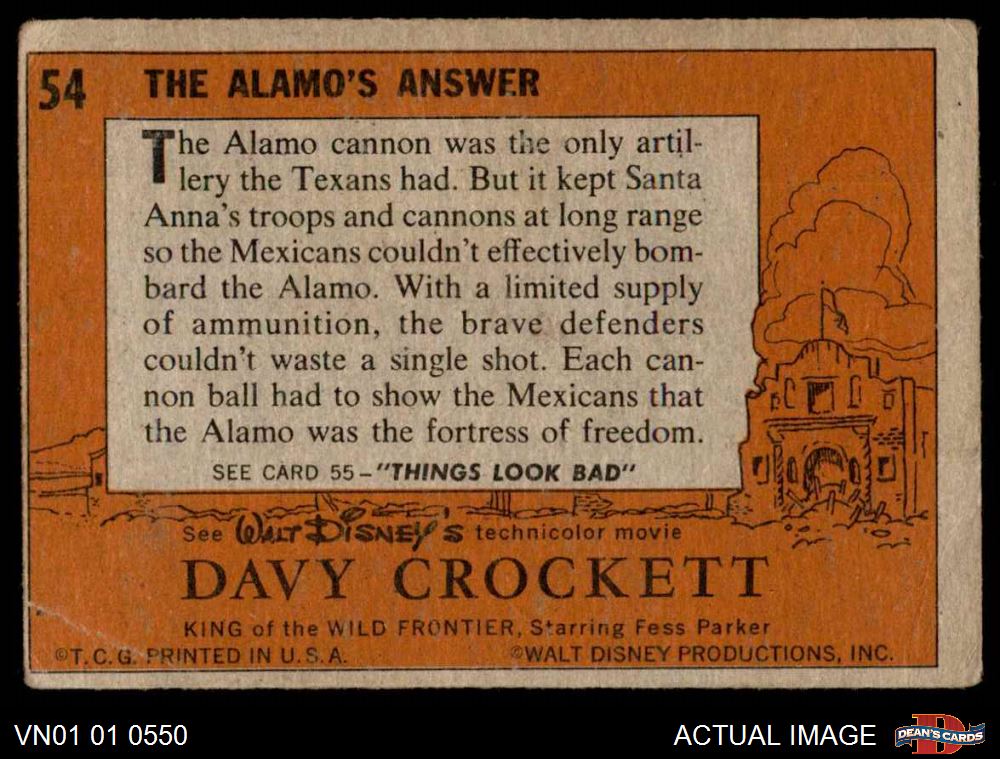 54 THE ALAMO'S ANSWER
The Alamo cannon was the only artil-
lery the Texans had. But it kept Santa
Anna's troops and cannons at long range
so the Mexicans couldn't effectively bom-
bard the Alamo. With a limited supply
of ammunition, the brave defenders
couldn't waste a single shot. Each can-
non ball had to show the Mexicans that
the Alamo was the fortress of freedom.
SEE CARD 55-"THINGS LOOK BAD"
See WALT DISNEY'S technicolor movie
DAVY CROCKETT
KING of the WILD FRONTIER, Starring Fess Parker
©T.C.G. PRINTED IN U.S.A. ©WALT DISNEY PRODUCTIONS, INC.
VN01 01 0550 ACTUAL IMAGE DEAN'S CARDS